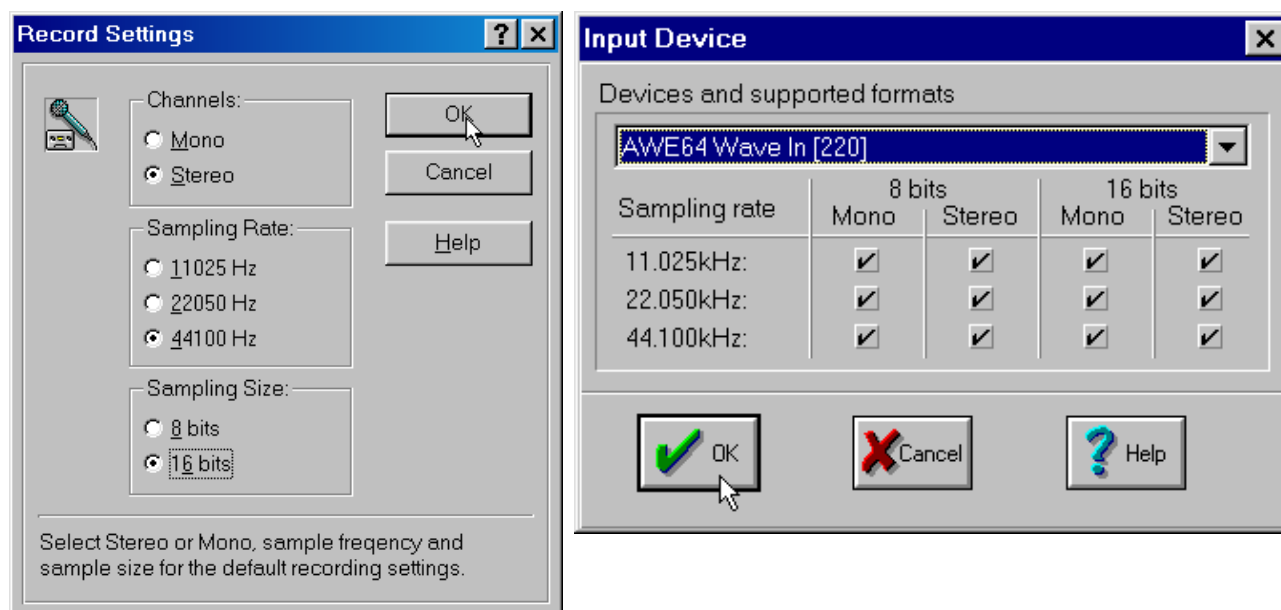 Record Settings
Channels:
Mono
Stereo
OK
Cancel
Help
Sampling Rate:
11025 Hz
22050 Hz
44100 Hz
Sampling Size:
8 bits
16 bits
Select Stereo or Mono, sample freqency and
sample size for the default recording settings.
Input Device
Devices and supported formats
AWE64 Wave In [220]
8 bits 16 bits
Sampling rate Mono Stereo Mono Stereo
11.025kHz:
22.050kHz:
44.100kHz:
OK Cancel Help